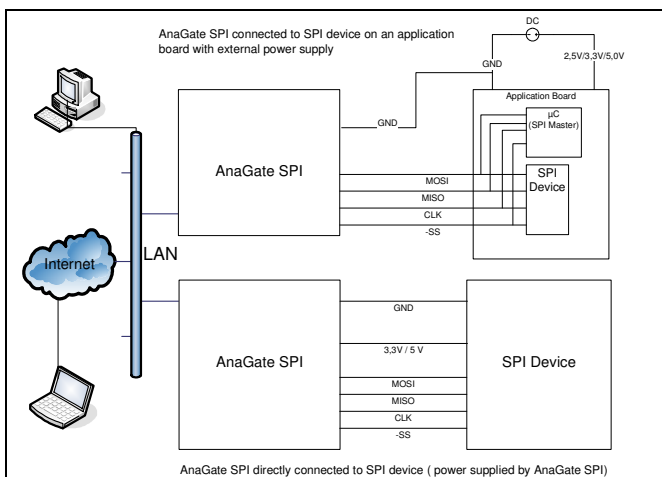 AnaGate SPI connected to SPI device on an application
board with external power supply
DC
GND
2,5V/3,3V/5,0V
Application Board
µC
(SPI Master)
GND
AnaGate SPI
SPI
Device
MOSI
MISO
CLK
-SS
LAN
Internet
GND
3,3V / 5 V
AnaGate SPI
SPI Device
MOSI
MISO
CLK
-SS
AnaGate SPI directly connected to SPI device ( power supplied by AnaGate SPI)